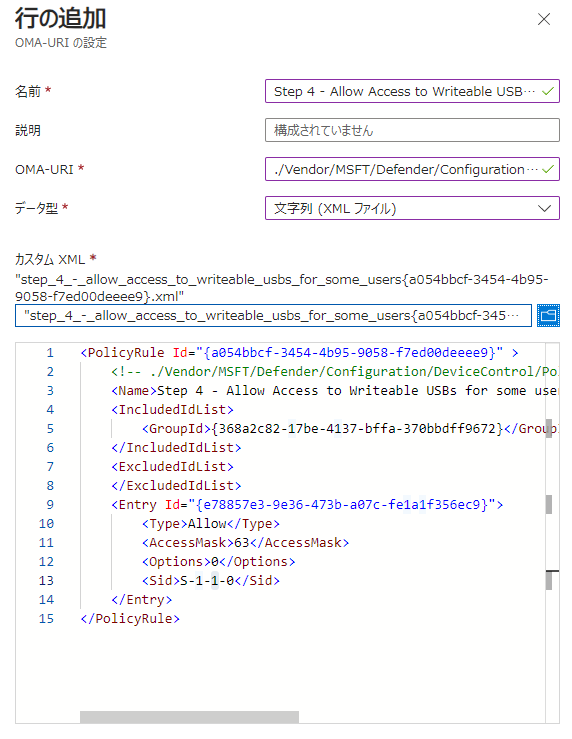 行の追加
OMA-URI の設定
名前 *
Step 4 - Allow Access to Writeable USB…
説明
構成されていません
OMA-URI *
./Vendor/MSFT/Defender/Configuration…
データ型 *
文字列 (XML ファイル)
カスタム XML *
"step_4_-_allow_access_to_writeable_usbs_for_some_users{a054bbcf-3454-4b95-
9058-f7ed00deeee9}.xml"
"step_4_-_allow_access_to_writeable_usbs_for_some_users{a054bbcf-345…
1 <PolicyRule Id="{a054bbcf-3454-4b95-9058-f7ed00deeee9}" >
2 <!-- ./Vendor/MSFT/Defender/Configuration/DeviceControl/Po
3 <Name>Step 4 - Allow Access to Writeable USBs for some use
4 <IncludedIdList>
5 <GroupId>{368a2c82-17be-4137-bffa-370bbdff9672}</Group
6 </IncludedIdList>
7 <ExcludedIdList>
8 </ExcludedIdList>
9 <Entry Id="{e78857e3-9e36-473b-a07c-fe1a1f356ec9}">
10 <Type>Allow</Type>
11 <AccessMask>63</AccessMask>
12 <Options>0</Options>
13 <Sid>S-1-1-0</Sid>
14 </Entry>
15 </PolicyRule>